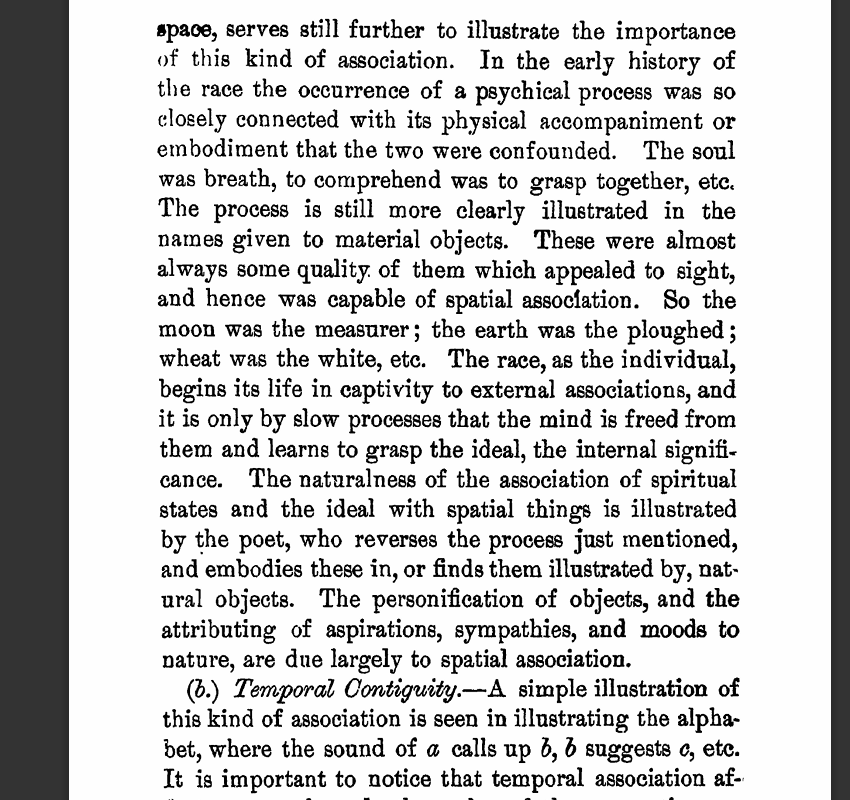 space, serves still further to illustrate the importance
of this kind of association. In the early history of
the race the occurrence of a psychical process was so
closely connected with its physical accompaniment or
embodiment that the two were confounded. The soul
was breath, to comprehend was to grasp together, etc.
The process is still more clearly illustrated in the
names given to material objects. These were almost
always some quality of them which appealed to sight,
and hence was capable of spatial association. So the
moon was the measurer; the earth was the ploughed;
wheat was the white, etc. The race, as the individual,
begins its life in captivity to external associations, and
it is only by slow processes that the mind is freed from
them and learns to grasp the ideal, the internal signifi-
cance. The naturalness of the association of spiritual
states and the ideal with spatial things is illustrated
by the poet, who reverses the process just mentioned,
and embodies these in, or finds them illustrated by, nat-
ural objects. The personification of objects, and the
attributing of aspirations, sympathies, and moods to
nature, are due largely to spatial association.
(b.) Temporal Contiguity.—A simple illustration of
this kind of association is seen in illustrating the alpha-
bet, where the sound of a calls up b, b suggests c, etc.
It is important to notice that temporal association af-